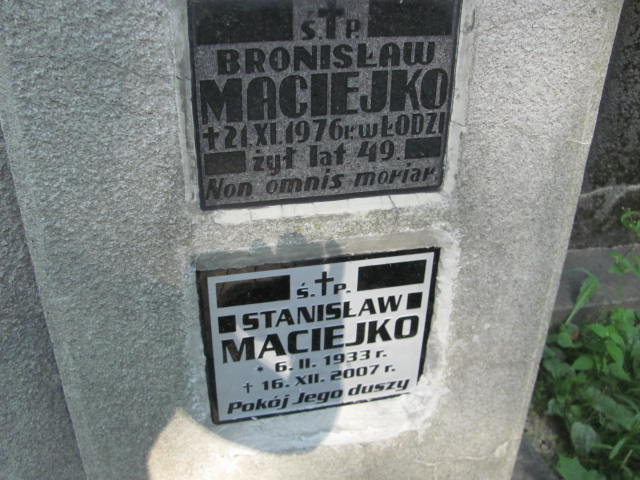 Ś.†P.
BRONISŁAW
MACIEJKO
† 21.XI.1976 r. w ŁODZI
żył lat 49.
Non omnis moriar
Ś.†P.
STANISŁAW
MACIEJKO
* 6. II. 1933 r.
† 16. XII. 2007 r.
Pokój Jego duszy